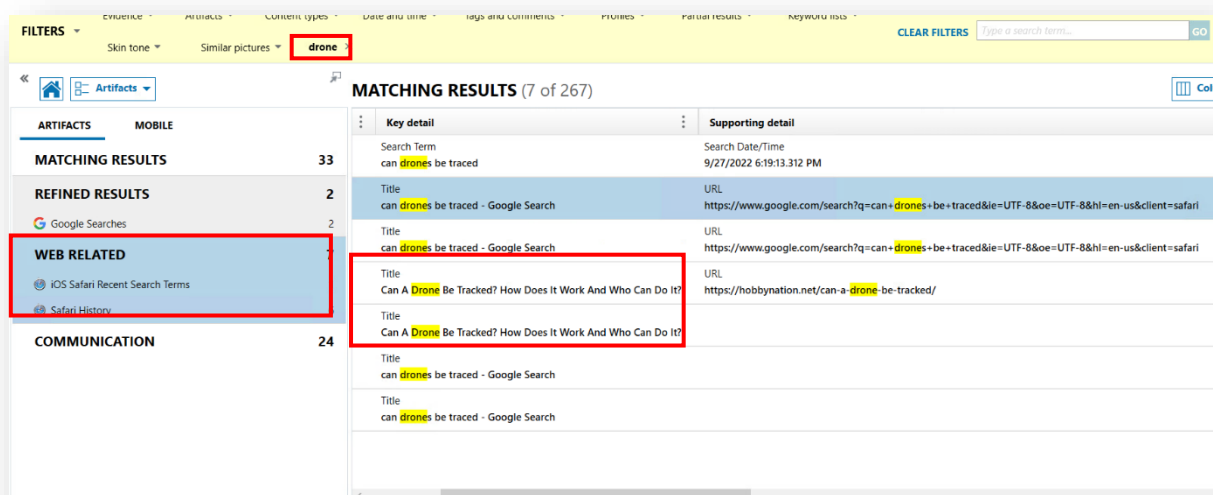 Evidence Artifacts Content types Date and time Tags and comments Profiles Partial results Keyword lists
FILTERS
CLEAR FILTERS Type a search term... GO
Skin tone Similar pictures drone ×
Artifacts
MATCHING RESULTS (7 of 267)
Col
ARTIFACTS MOBILE
MATCHING RESULTS 33
REFINED RESULTS 2
Google Searches 2
WEB RELATED 7
iOS Safari Recent Search Terms
Safari History
COMMUNICATION 24
Key detail Supporting detail
Search Term Search Date/Time
can drones be traced 9/27/2022 6:19:13.312 PM
Title URL
can drones be traced - Google Search https://www.google.com/search?q=can+drones+be+traced&ie=UTF-8&oe=UTF-8&hl=en-us&client=safari
Title URL
can drones be traced - Google Search https://www.google.com/search?q=can+drones+be+traced&ie=UTF-8&oe=UTF-8&hl=en-us&client=safari
Title URL
Can A Drone Be Tracked? How Does It Work And Who Can Do It? https://hobbynation.net/can-a-drone-be-tracked/
Title
Can A Drone Be Tracked? How Does It Work And Who Can Do It?
Title
can drones be traced - Google Search
Title
can drones be traced - Google Search